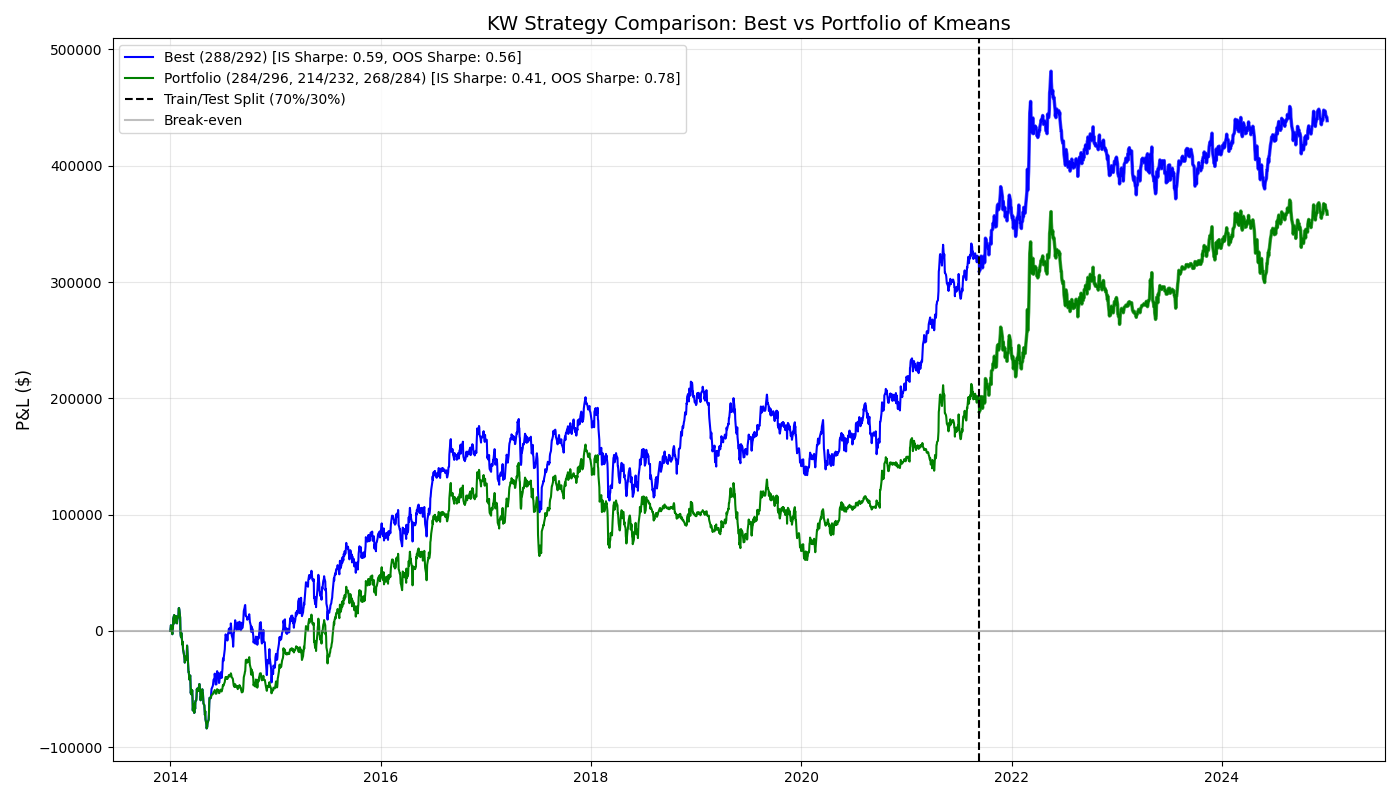 KW Strategy Comparison: Best vs Portfolio of Kmeans
Best (288/292) [IS Sharpe: 0.59, OOS Sharpe: 0.56]
Portfolio (284/296, 214/232, 268/284) [IS Sharpe: 0.41, OOS Sharpe: 0.78]
Train/Test Split (70%/30%)
Break-even
P&L ($)
500000
400000
300000
200000
100000
0
−100000
2014
2016
2018
2020
2022
2024